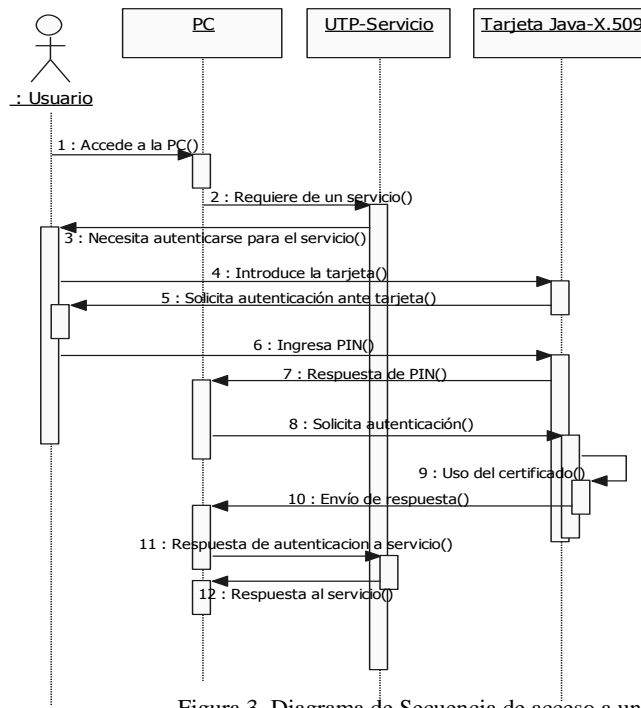 PC
UTP-Servicio
Tarjeta Java-X.509
: Usuario
1 : Accede a la PC()
2 : Requiere de un servicio()
3 : Necesita autenticarse para el servicio()
4 : Introduce la tarjeta()
5 : Solicita autenticación ante tarjeta()
6 : Ingresa PIN()
7 : Respuesta de PIN()
8 : Solicita autenticación()
9 : Uso del certificado()
10 : Envío de respuesta()
11 : Respuesta de autenticacion a servicio()
12 : Respuesta al servicio()
Figura 3. Diagrama de Secuencia de acceso a un